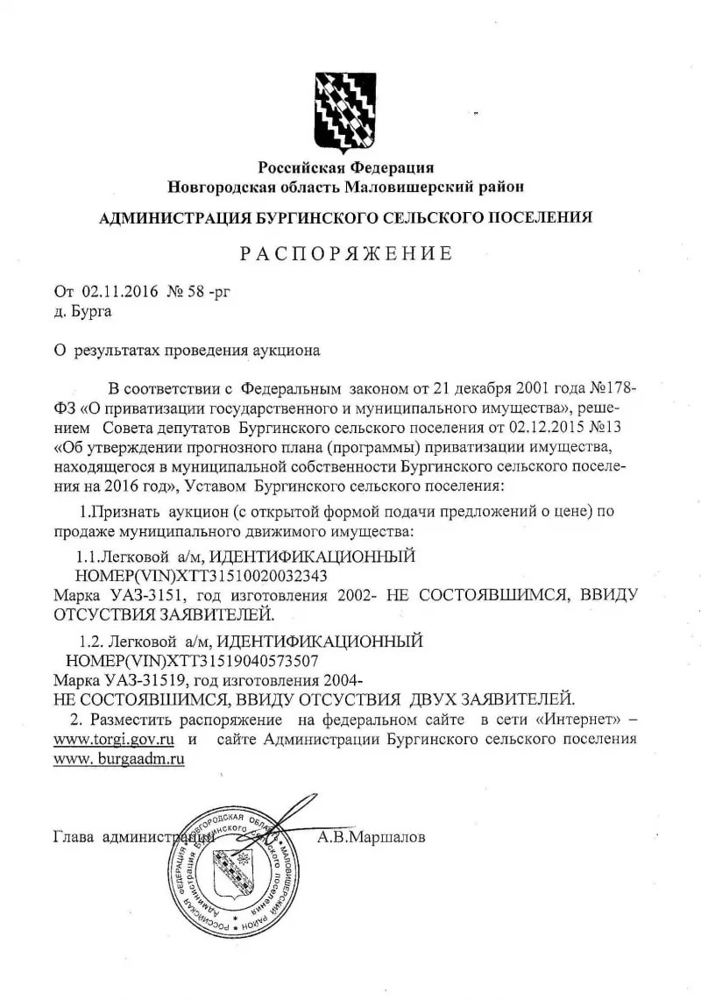 Российская Федерация
Новгородская область Маловишерский район
АДМИНИСТРАЦИЯ БУРГИНСКОГО СЕЛЬСКОГО ПОСЕЛЕНИЯ
Р А С П О Р Я Ж Е Н И Е
От 02.11.2016 № 58 -рг
д. Бурга
О результатах проведения аукциона
В соответствии с Федеральным законом от 21 декабря 2001 года №178-
ФЗ «О приватизации государственного и муниципального имущества», реше-
нием Совета депутатов Бургинского сельского поселения от 02.12.2015 №13
«Об утверждении прогнозного плана (программы) приватизации имущества,
находящегося в муниципальной собственности Бургинского сельского поселе-
ния на 2016 год», Уставом Бургинского сельского поселения:
1.Признать аукцион (с открытой формой подачи предложений о цене) по
продаже муниципального движимого имущества:
1.1.Легковой а/м, ИДЕНТИФИКАЦИОННЫЙ
НОМЕР(VIN)XTT31510020032343
Марка УАЗ-3151, год изготовления 2002- НЕ СОСТОЯВШИМСЯ, ВВИДУ
ОТСУСТВИЯ ЗАЯВИТЕЛЕЙ.
1.2. Легковой а/м, ИДЕНТИФИКАЦИОННЫЙ
НОМЕР(VIN)XTT31519040573507
Марка УАЗ-31519, год изготовления 2004-
НЕ СОСТОЯВШИМСЯ, ВВИДУ ОТСУСТВИЯ ДВУХ ЗАЯВИТЕЛЕЙ.
2. Разместить распоряжение на федеральном сайте в сети «Интернет» –
www.torgi.gov.ru и сайте Администрации Бургинского сельского поселения
www. burgaadm.ru
Глава администрации А.В.Маршалов
РОССИЙСКАЯ ФЕДЕРАЦИЯ * НОВГОРОДСКАЯ ОБЛАСТЬ * МАЛОВИШЕРСКИЙ РАЙОН *
Администрация Бургинского сельского поселения *